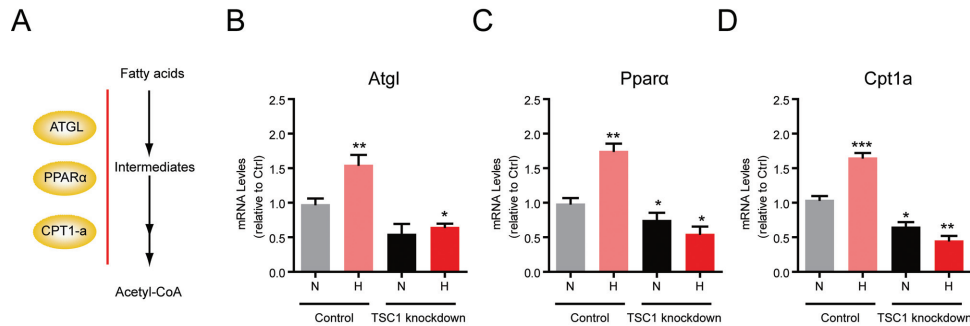 A
Fatty acids
ATGL
PPARα
CPT1-a
Intermediates
Acetyl-CoA
B
Atgl
mRNA Levles
(relative to Ctrl)
2.5
2.0
1.5
1.0
0.5
0.0
**
*
N H N H
Control TSC1 knockdown
C
Pparα
mRNA Levles
(relative to Ctrl)
2.5
2.0
1.5
1.0
0.5
0.0
**
*
*
N H N H
Control TSC1 knockdown
D
Cpt1a
mRNA Levles
(relative to Ctrl)
2.5
2.0
1.5
1.0
0.5
0.0
***
*
**
N H N H
Control TSC1 knockdown